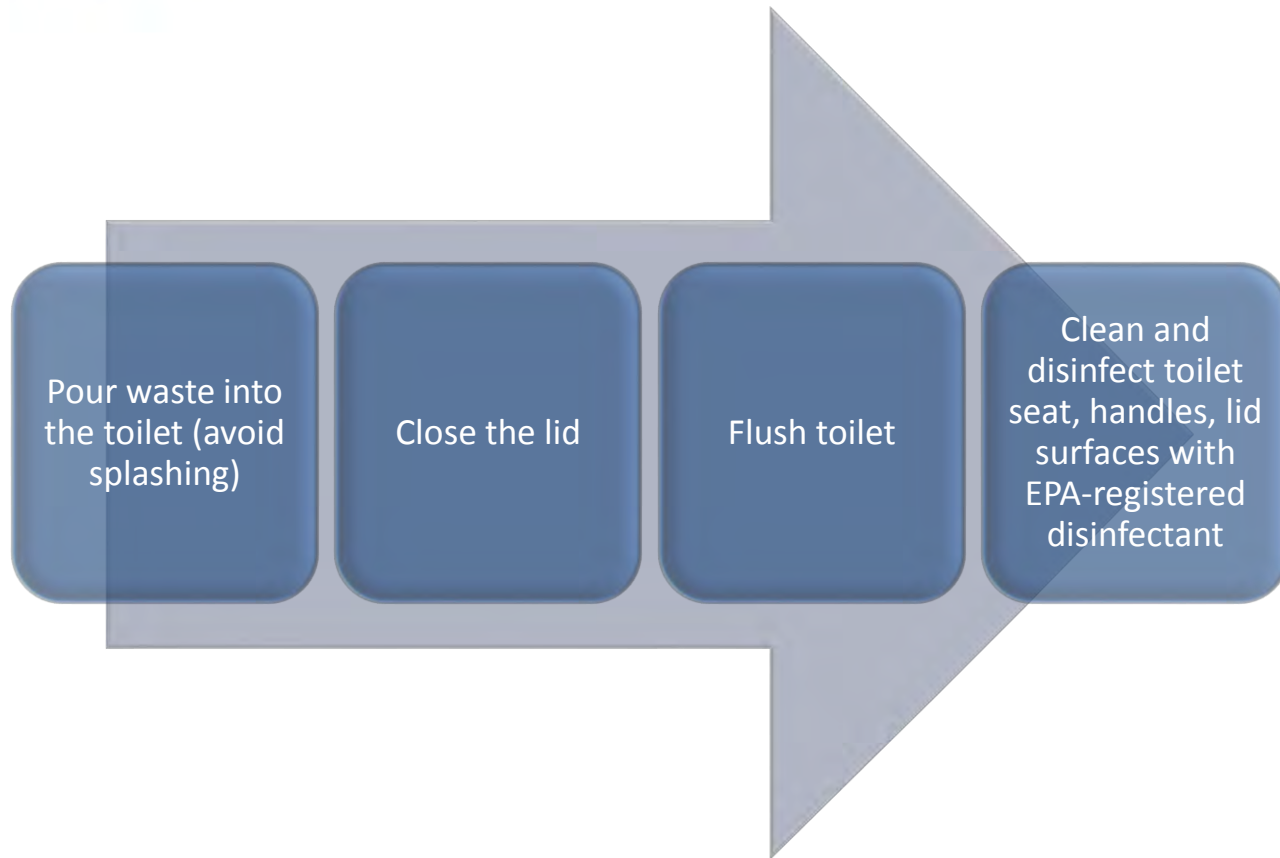 Pour waste into
the toilet (avoid
splashing)
Close the lid
Flush toilet
Clean and
disinfect toilet
seat, handles, lid
surfaces with
EPA-registered
disinfectant